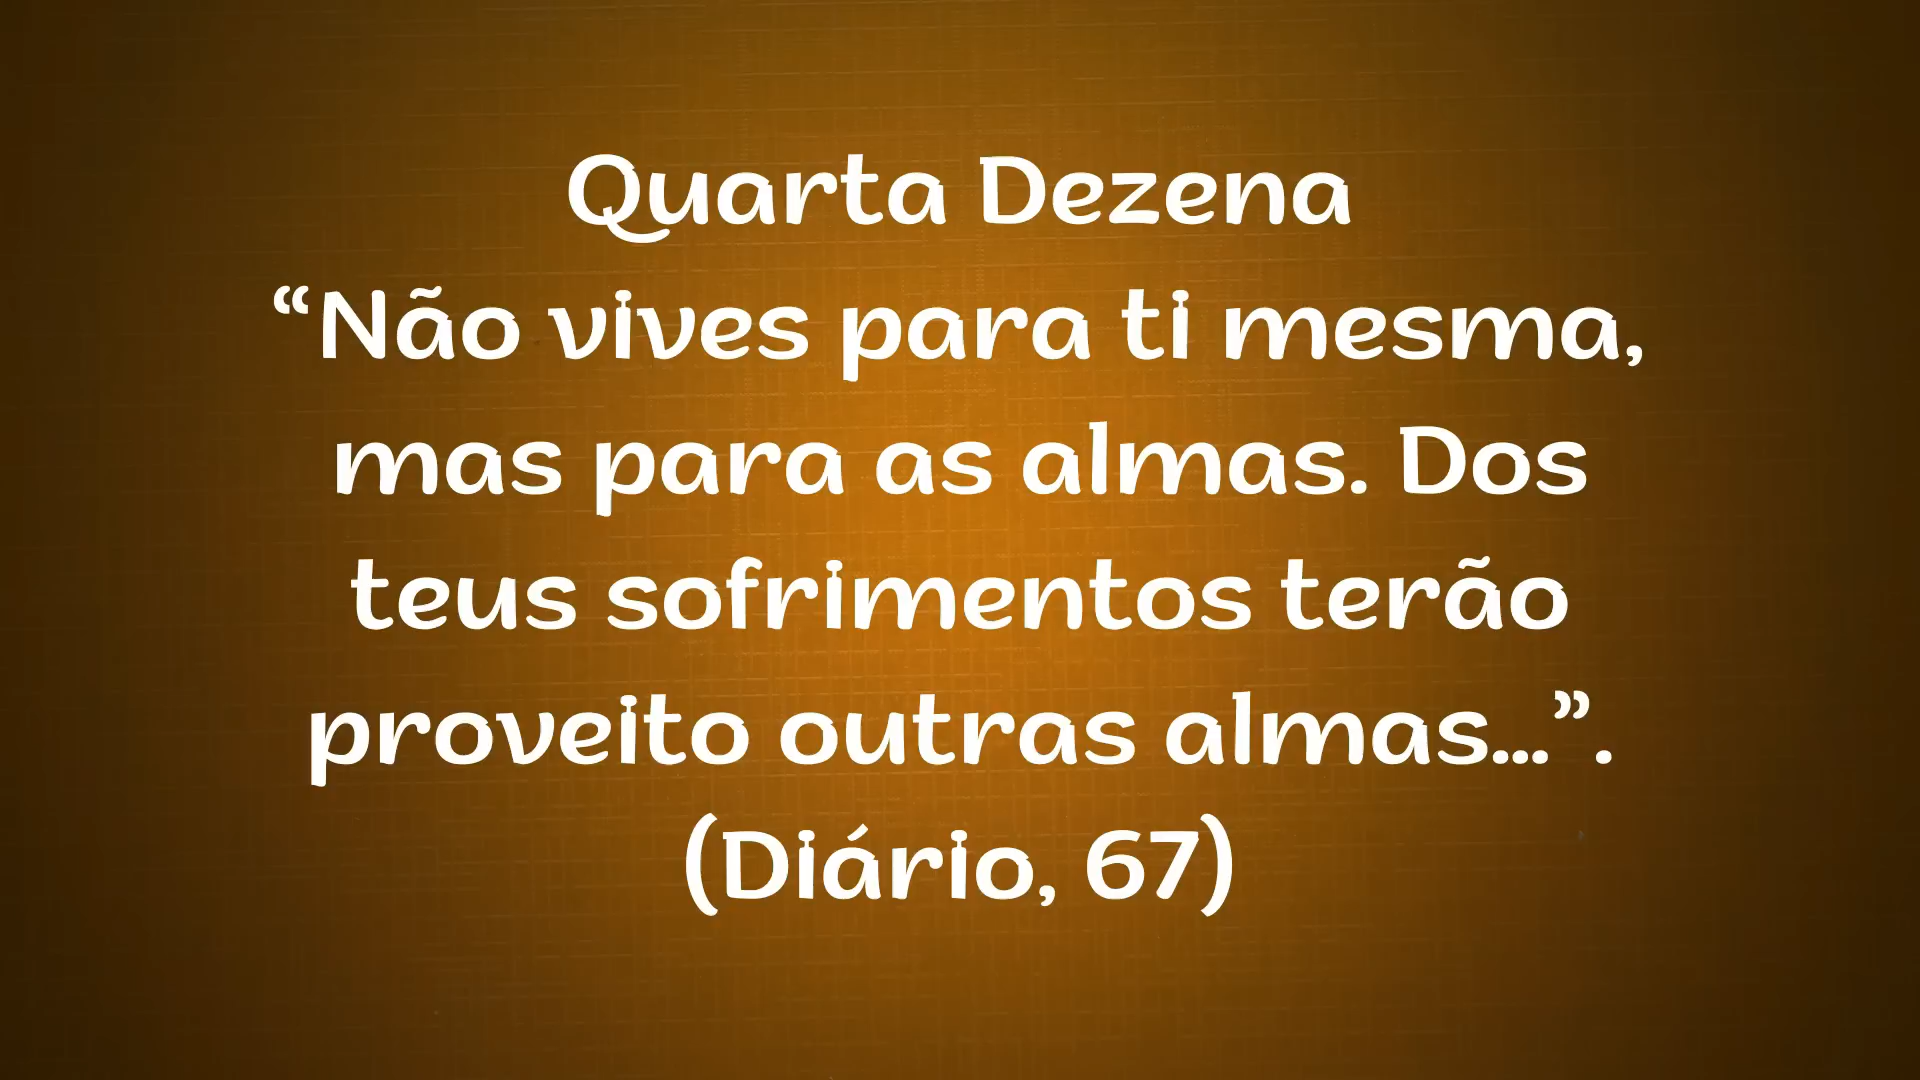 Quarta Dezena
“Não vives para ti mesma,
mas para as almas. Dos
teus sofrimentos terão
proveito outras almas...”.
(Diário, 67)